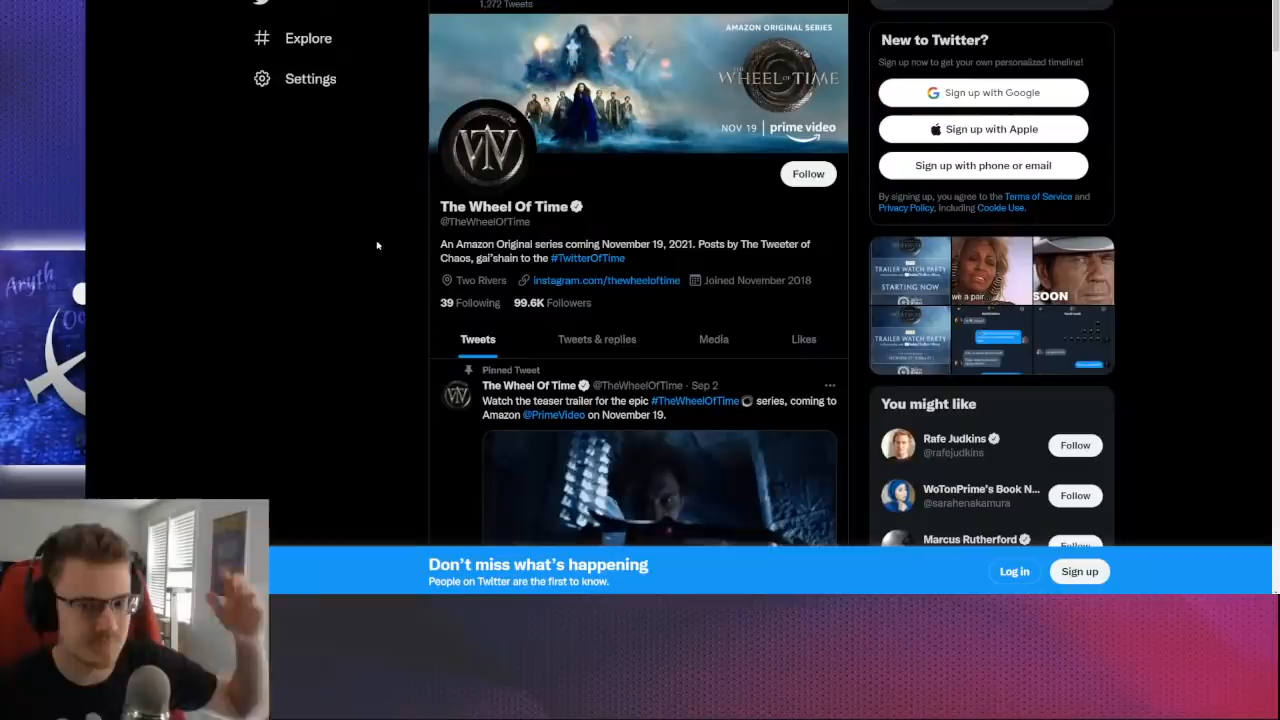 1,272 Tweets
Explore
Settings
AMAZON ORIGINAL SERIES
THE
WHEEL OF TIME
NOV 19 | prime video
Follow
The Wheel Of Time
@TheWheelOfTime
An Amazon Original series coming November 19, 2021. Posts by The Tweeter of
Chaos, gai'shain to the #TwitterOfTime
Two Rivers instagram.com/thewheeloftime Joined November 2018
39 Following 99.6K Followers
Tweets Tweets & replies Media Likes
Pinned Tweet
The Wheel Of Time @TheWheelOfTime · Sep 2
Watch the teaser trailer for the epic #TheWheelOfTime series, coming to
Amazon @PrimeVideo on November 19.
New to Twitter?
Sign up now to get your own personalized timeline!
Sign up with Google
Sign up with Apple
Sign up with phone or email
By signing up, you agree to the Terms of Service and
Privacy Policy, including Cookie Use.
TRAILER WATCH PARTY
STARTING NOW
we a pair
SOON
TRAILER WATCH PARTY
You might like
Rafe Judkins
@rafejudkins
Follow
WoTonPrime's Book N...
@sarahenakamura
Follow
Marcus Rutherford
Follow
Don't miss what's happening
People on Twitter are the first to know.
Log in
Sign up